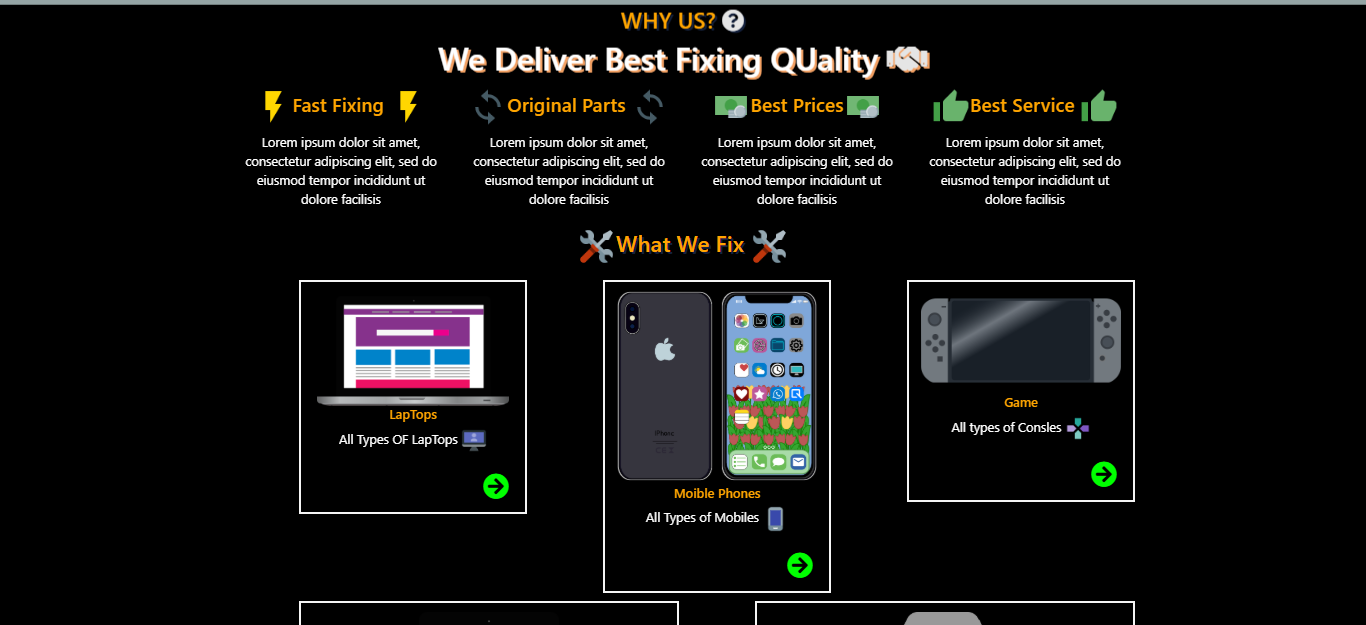 WHY US?
We Deliver Best Fixing QUality
Fast Fixing
Original Parts
Best Prices
Best Service
Lorem ipsum dolor sit amet,
consectetur adipiscing elit, sed do
eiusmod tempor incididunt ut
dolore facilisis
Lorem ipsum dolor sit amet,
consectetur adipiscing elit, sed do
eiusmod tempor incididunt ut
dolore facilisis
Lorem ipsum dolor sit amet,
consectetur adipiscing elit, sed do
eiusmod tempor incididunt ut
dolore facilisis
Lorem ipsum dolor sit amet,
consectetur adipiscing elit, sed do
eiusmod tempor incididunt ut
dolore facilisis
What We Fix
LapTops
All Types OF LapTops
iPhone
Moible Phones
All Types of Mobiles
Game
All types of Consles